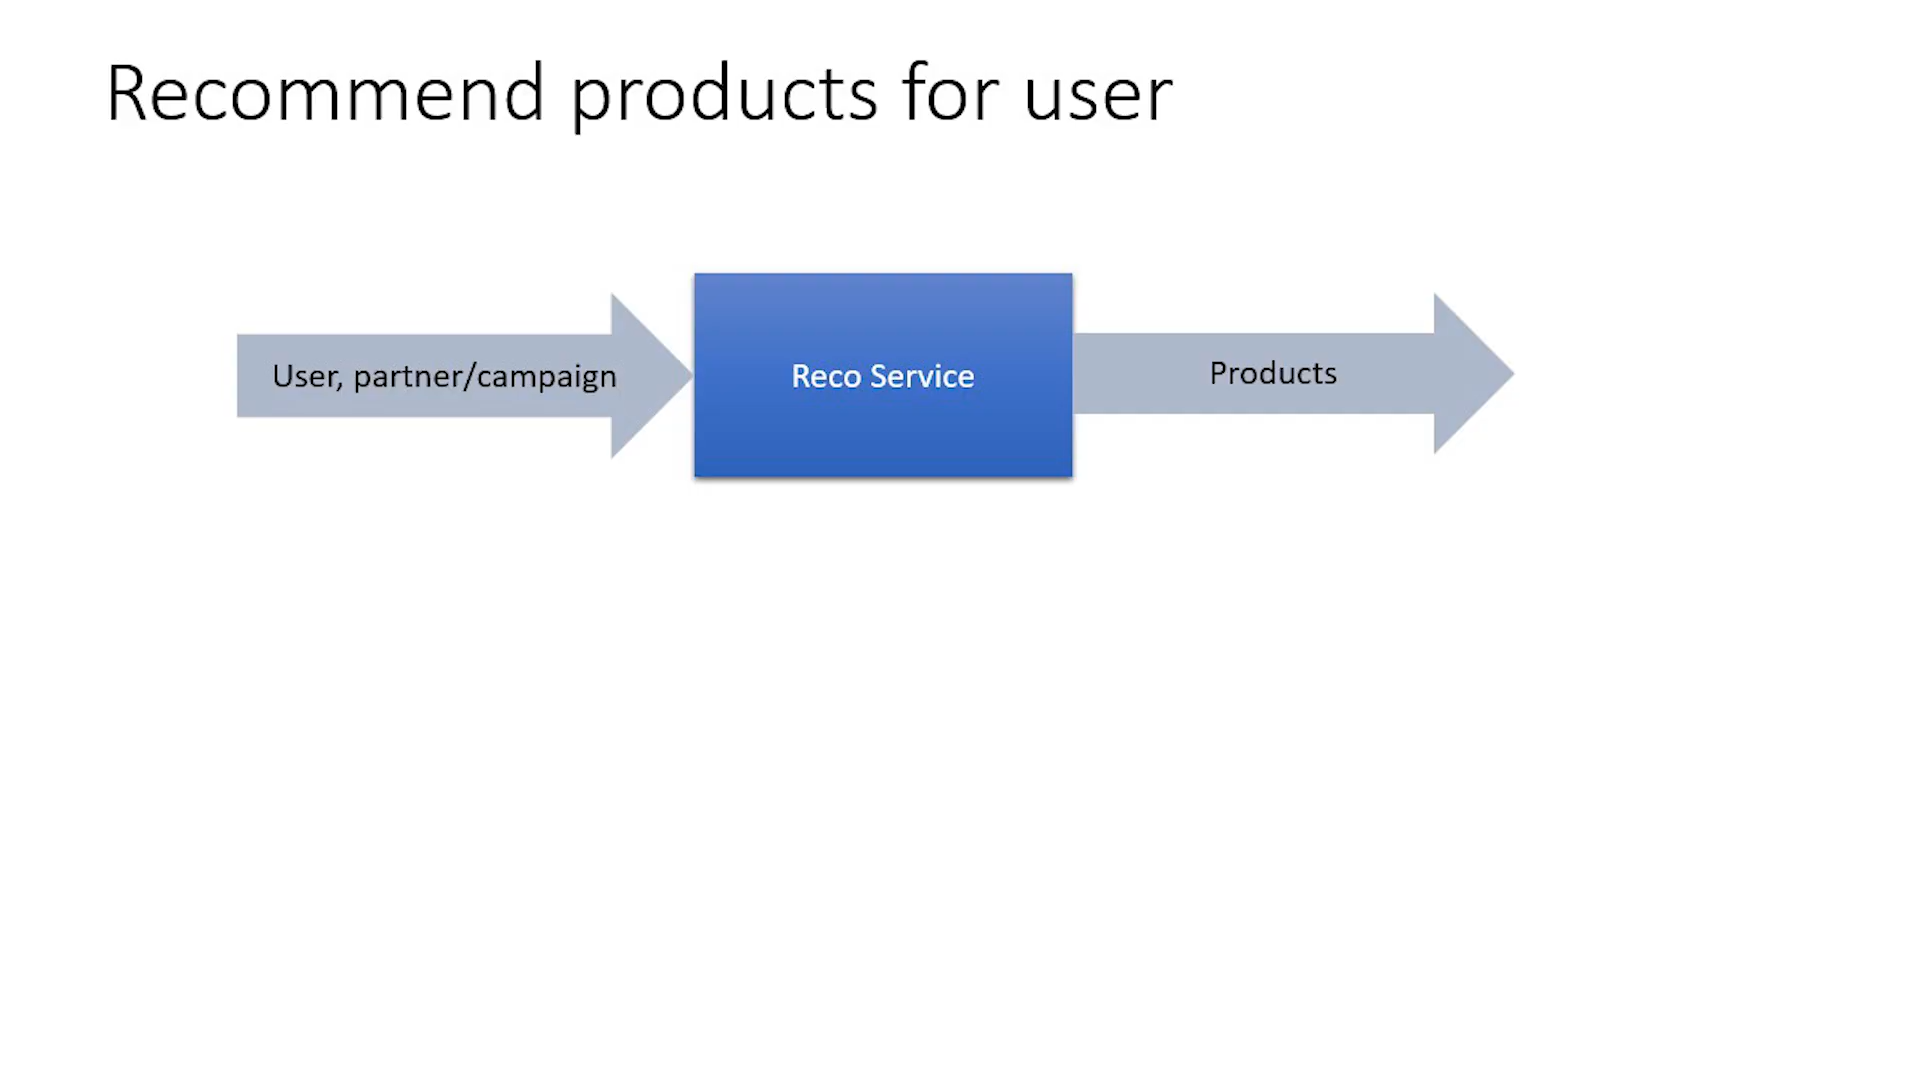 Recommend products for user
User, partner/campaign
Reco Service
Products